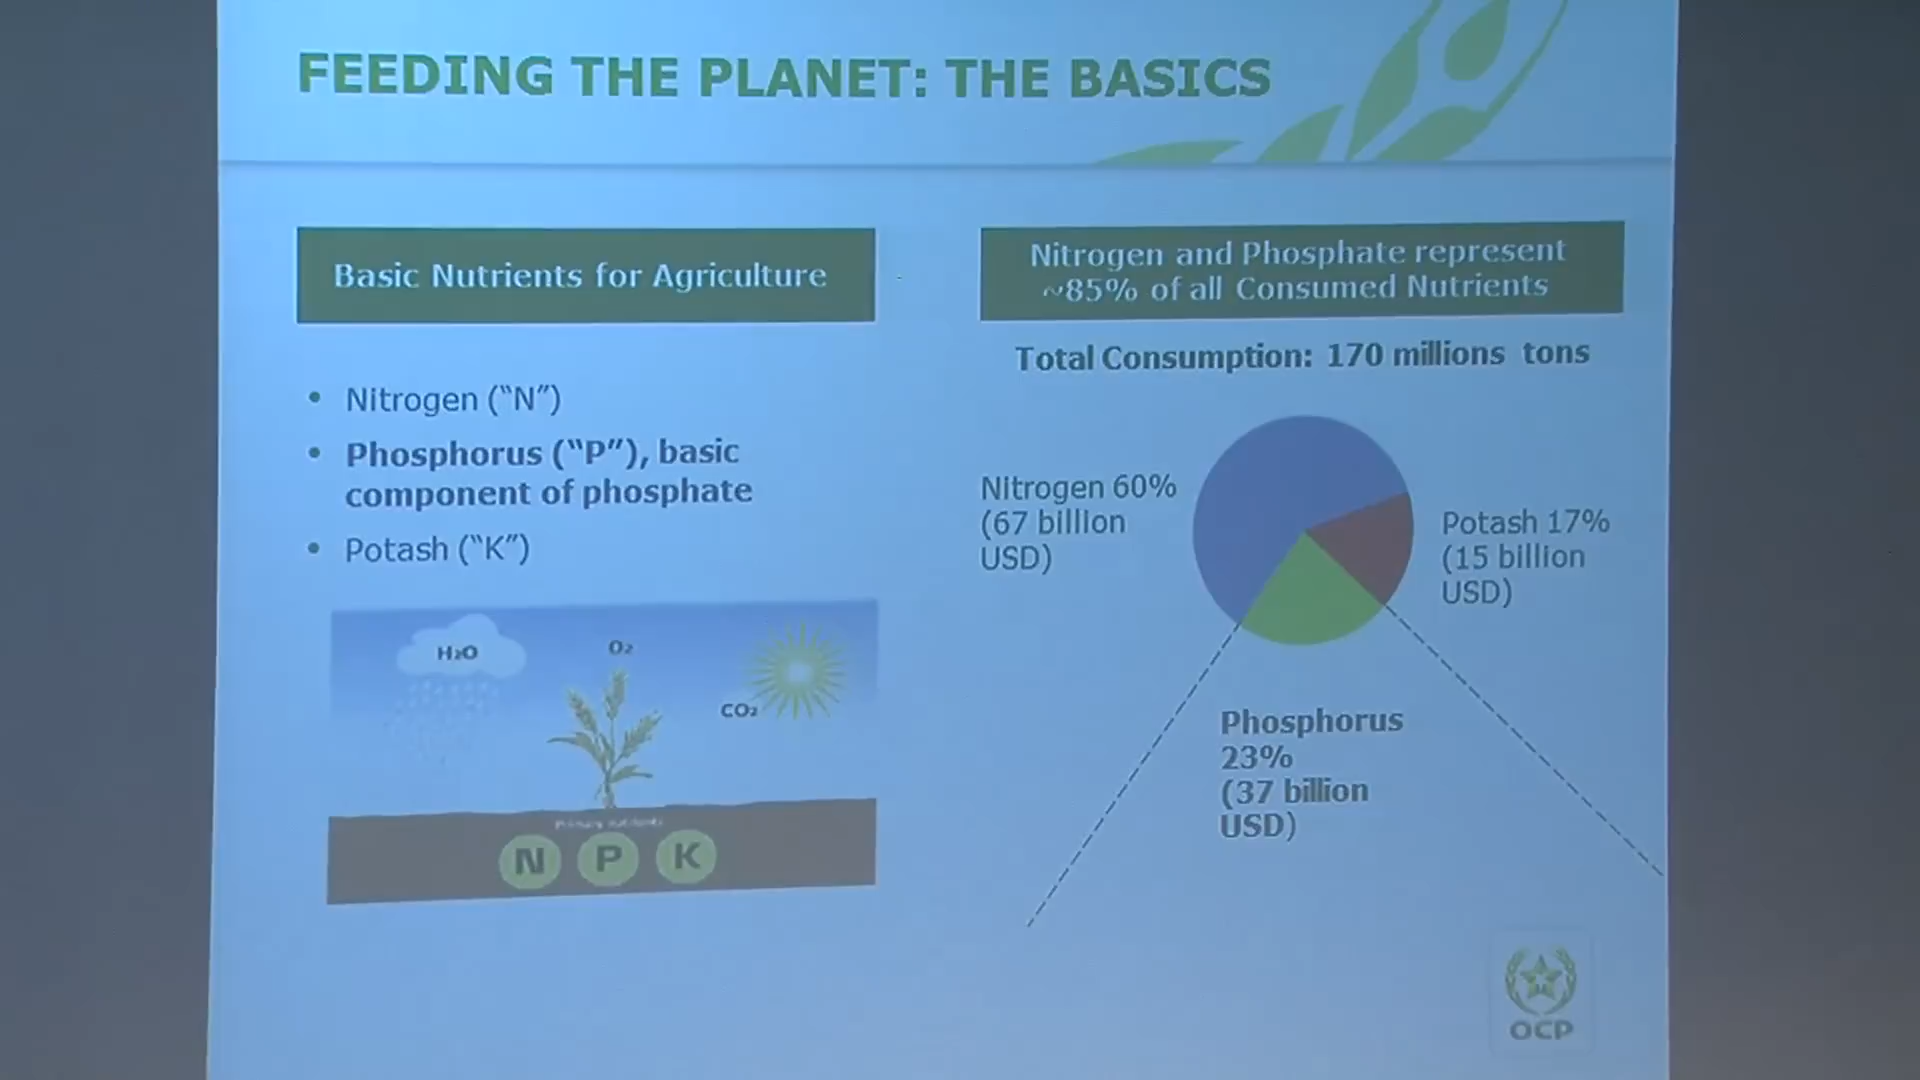 FEEDING THE PLANET: THE BASICS
Basic Nutrients for Agriculture
• Nitrogen (“N”)
• Phosphorus (“P”), basic
component of phosphate
• Potash (“K”)
H₂O
O₂
CO₂
Primary nutrients
N P K
Nitrogen and Phosphate represent
~85% of all Consumed Nutrients
Total Consumption: 170 millions tons
Nitrogen 60%
(67 billion
USD)
Potash 17%
(15 billion
USD)
Phosphorus
23%
(37 billion
USD)
OCP